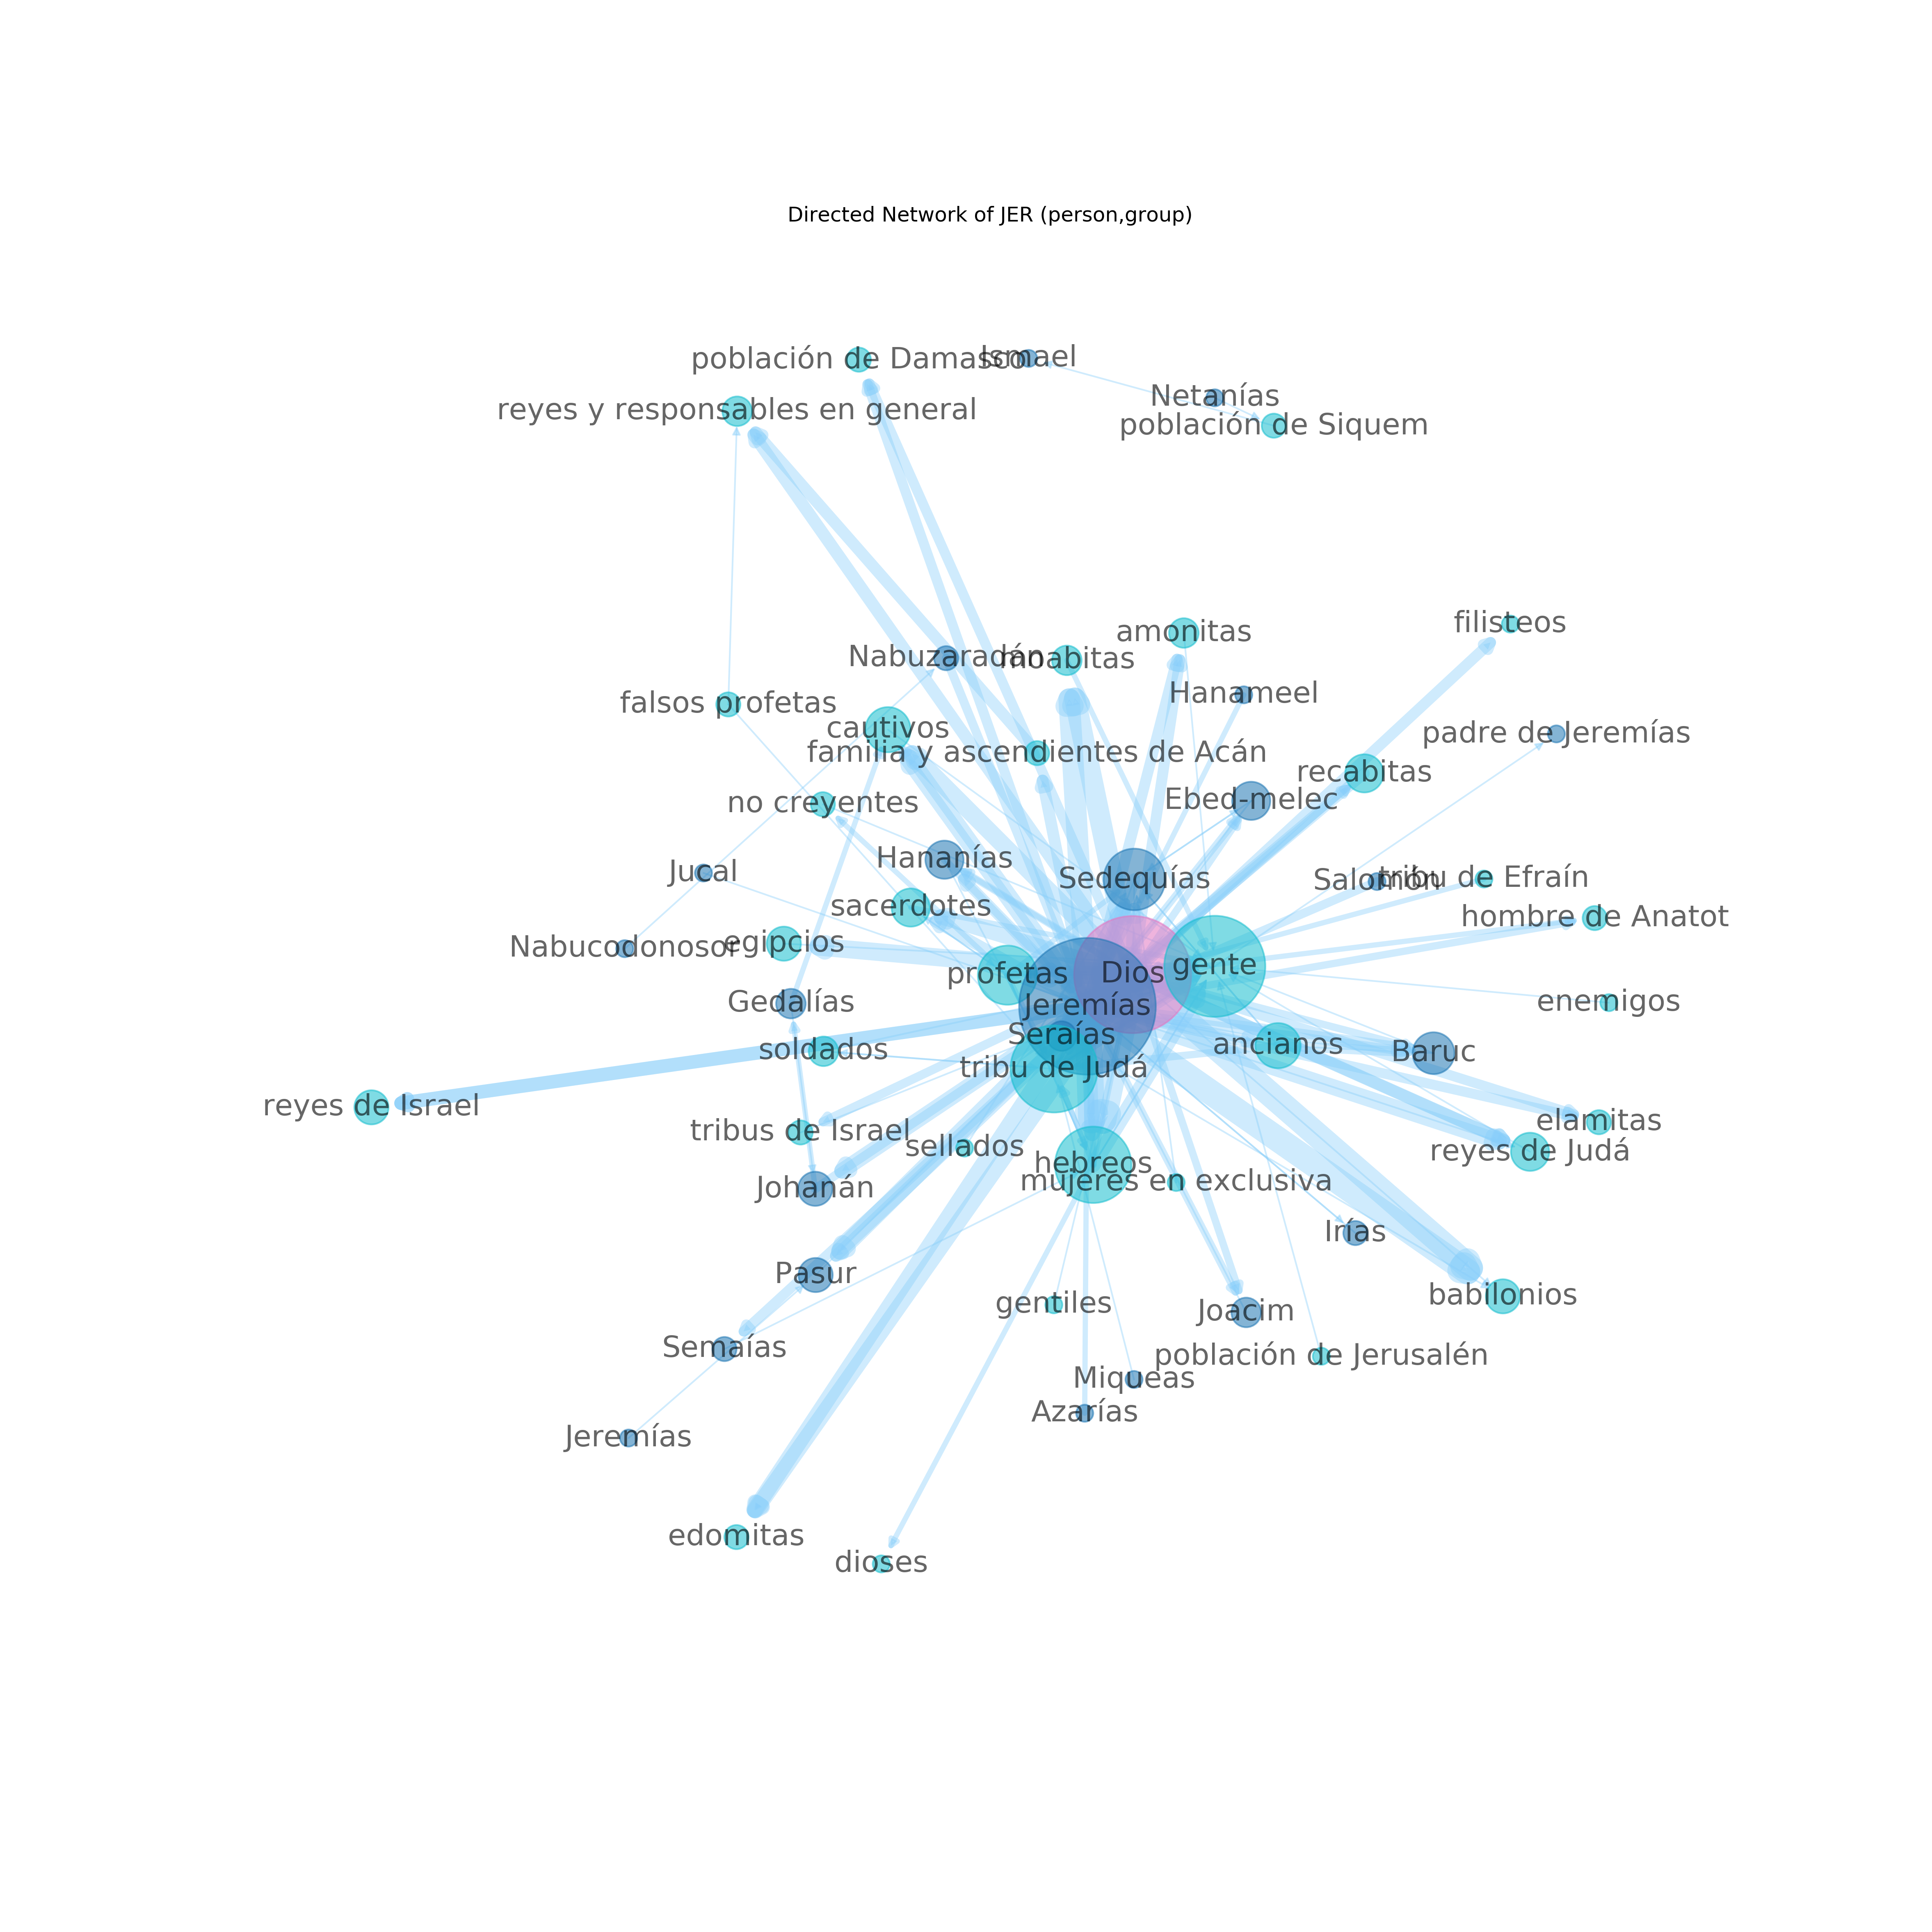 Directed Network of JER (person,group)
población de Damasco
Ismael
Netanías
reyes y responsables en general
población de Siquem
amonitas
filisteos
Nabuzaradán
moabitas
Hanameel
falsos profetas
cautivos
padre de Jeremías
familia y ascendientes de Acán
recabitas
no creyentes
Ebed-melec
Hananías
Jucal
Sedequías
Salomón
tribu de Efraín
sacerdotes
hombre de Anatot
Nabucodonosor
egipcios
profetas
Dios
gente
Gedalías
Jeremías
enemigos
Seraías
soldados
ancianos
Baruc
tribu de Judá
reyes de Israel
elamitas
tribus de Israel
sellados
reyes de Judá
hebreos
Johanán
mujeres en exclusiva
Irías
Pasur
babilonios
gentiles
Joacim
Semaías
población de Jerusalén
Miqueas
Azarías
Jeremías
edomitas
dioses